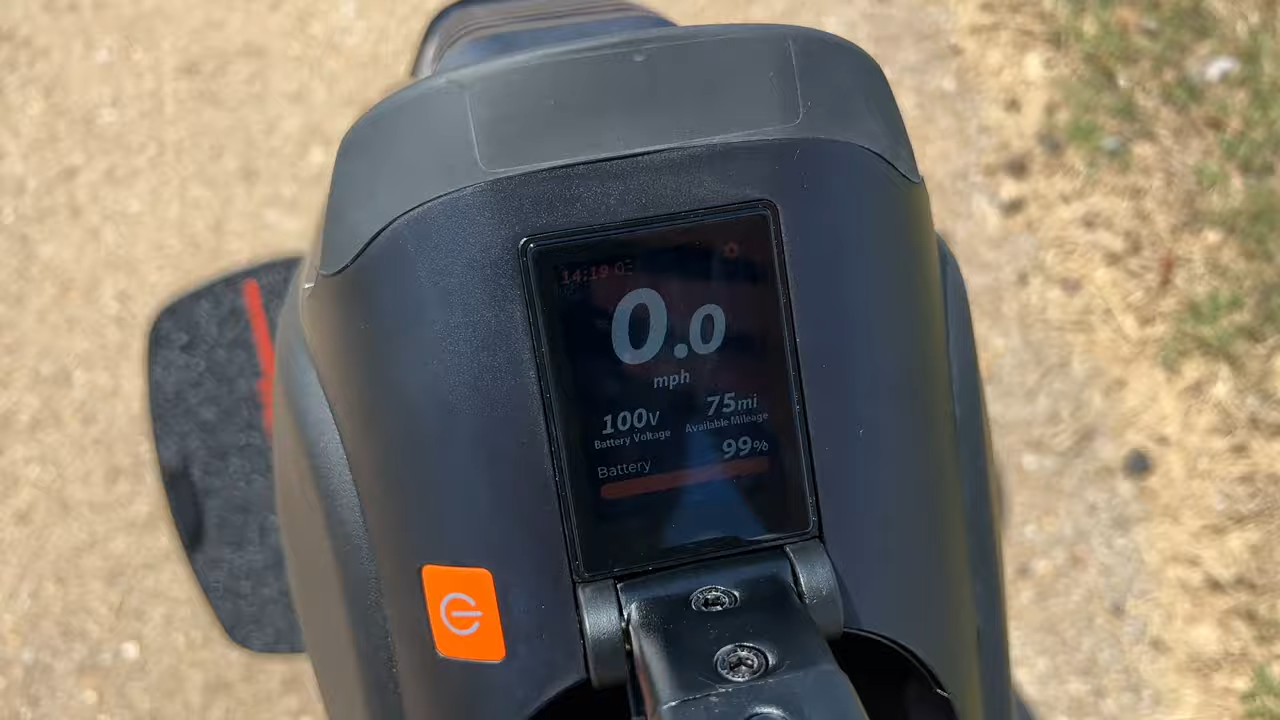 14:19
0.0
mph
100V 75mi
Battery Voltage Available Mileage
99%
Battery